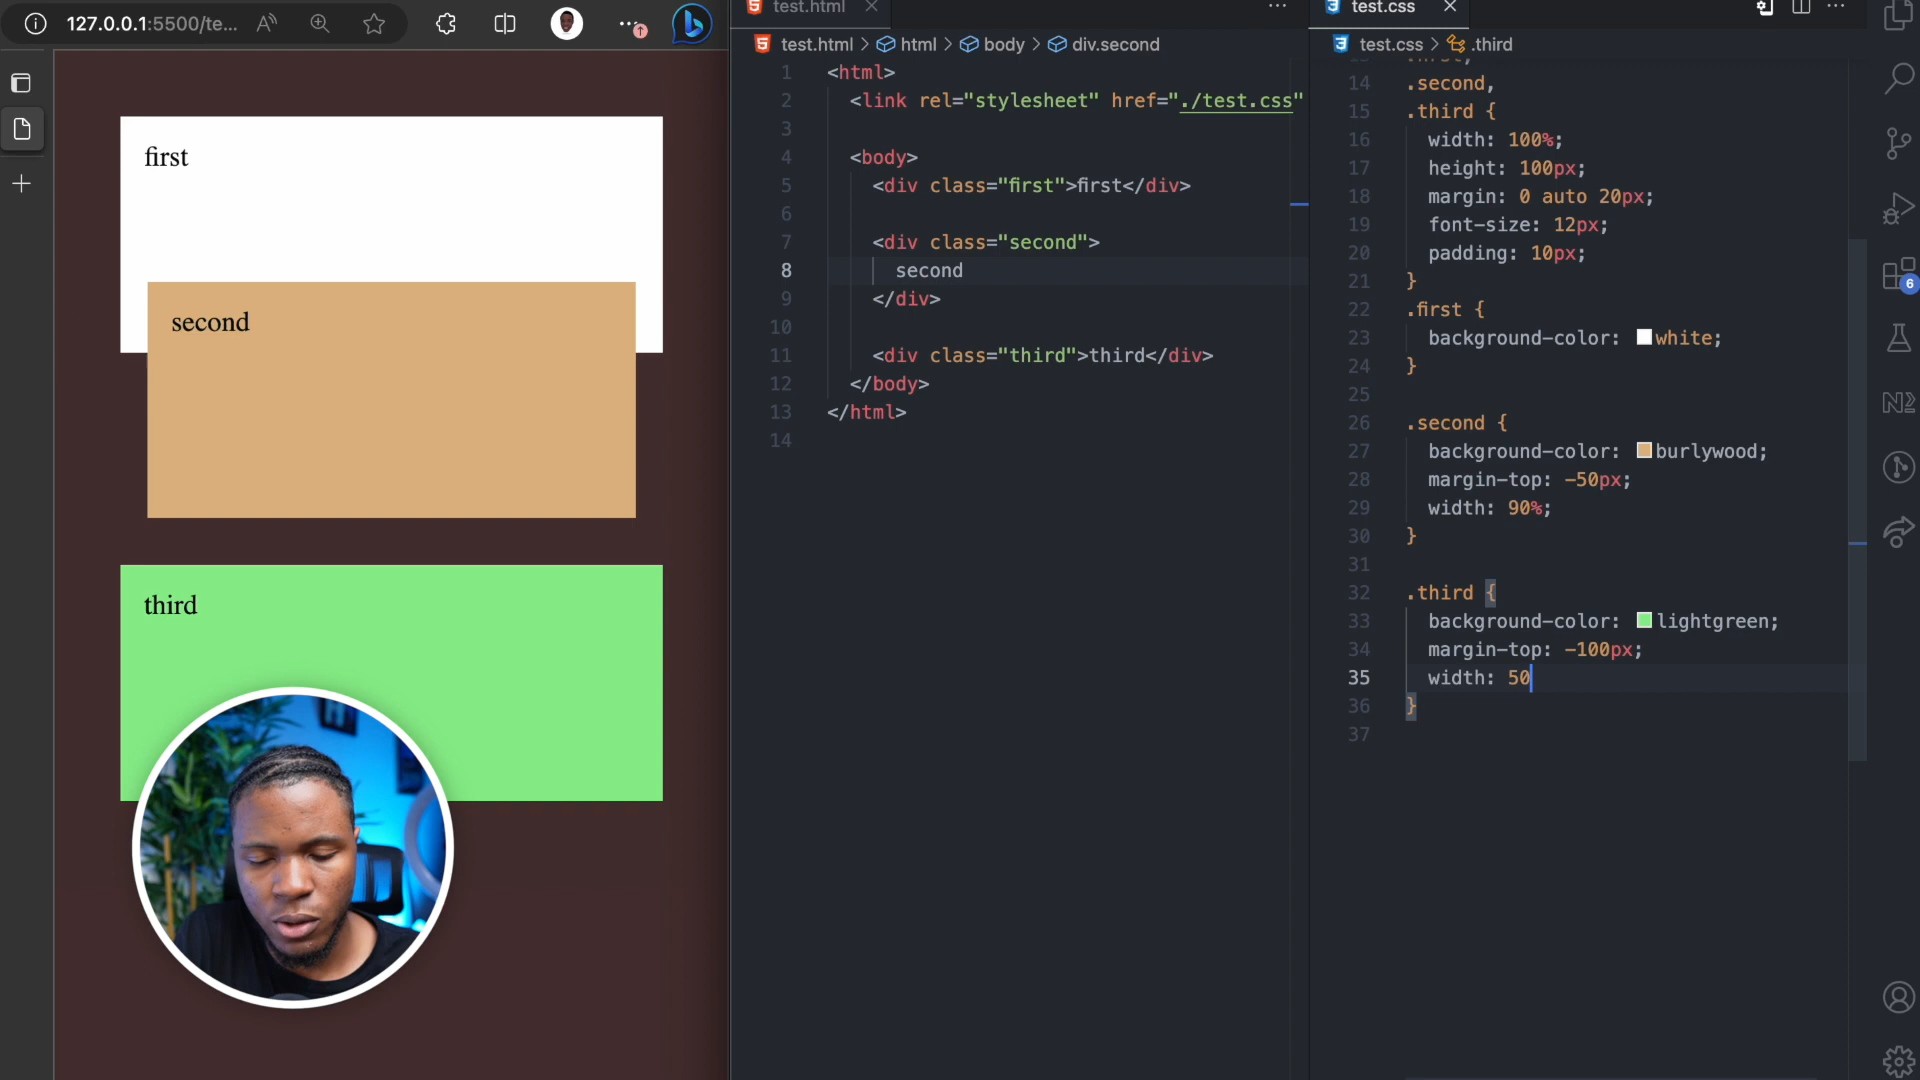 127.0.0.1:5500/te...
first
second
third
test.html
test.html > html > body > div.second
1 <html>
2 <link rel="stylesheet" href="./test.css"
3
4 <body>
5 <div class="first">first</div>
6
7 <div class="second">
8 second
9 </div>
10
11 <div class="third">third</div>
12 </body>
13 </html>
14
test.css
test.css > .third
14 .second,
15 .third {
16 width: 100%;
17 height: 100px;
18 margin: 0 auto 20px;
19 font-size: 12px;
20 padding: 10px;
21 }
22 .first {
23 background-color: white;
24 }
25
26 .second {
27 background-color: burlywood;
28 margin-top: -50px;
29 width: 90%;
30 }
31
32 .third {
33 background-color: lightgreen;
34 margin-top: -100px;
35 width: 50
36 }
37
6